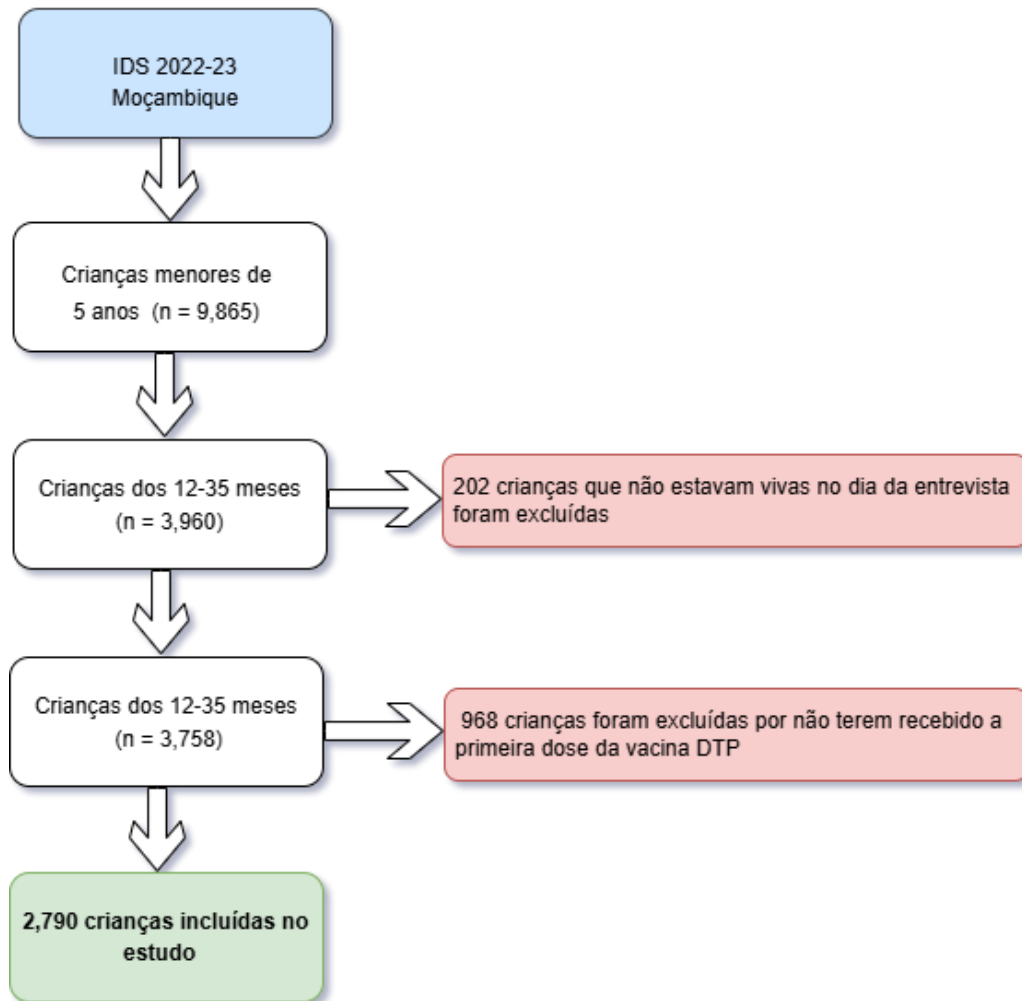 IDS 2022-23
Moçambique
Crianças menores de
5 anos (n = 9,865)
Crianças dos 12-35 meses
(n = 3,960)
202 crianças que não estavam vivas no dia da entrevista
foram excluídas
Crianças dos 12-35 meses
(n = 3,758)
968 crianças foram excluídas por não terem recebido a
primeira dose da vacina DTP
2,790 crianças incluídas no
estudo